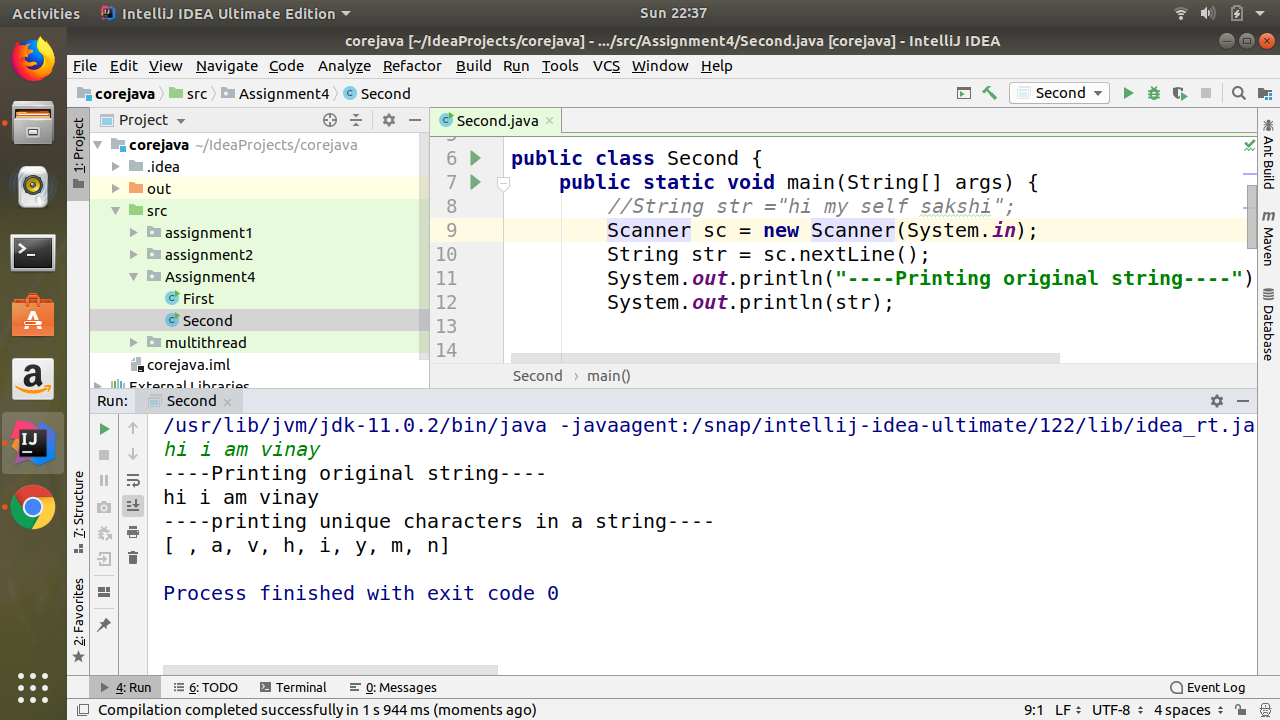 Activities IntelliJ IDEA Ultimate Edition Sun 22:37
corejava [~/IdeaProjects/corejava] - .../src/Assignment4/Second.java [corejava] - IntelliJ IDEA
File Edit View Navigate Code Analyze Refactor Build Run Tools VCS Window Help
corejava src Assignment4 Second Second
1: Project
Project
corejava ~/IdeaProjects/corejava
.idea
out
src
assignment1
assignment2
Assignment4
First
Second
multithread
corejava.iml
External Libraries
Second.java
6 public class Second {
7 public static void main(String[] args) {
8 //String str ="hi my self sakshi";
9 Scanner sc = new Scanner(System.in);
10 String str = sc.nextLine();
11 System.out.println("----Printing original string----")
12 System.out.println(str);
13
14
Second › main()
Ant Build
Maven
Database
7: Structure
2: Favorites
Run: Second
/usr/lib/jvm/jdk-11.0.2/bin/java -javaagent:/snap/intellij-idea-ultimate/122/lib/idea_rt.ja
hi i am vinay
----Printing original string----
hi i am vinay
----printing unique characters in a string----
[ , a, v, h, i, y, m, n]
Process finished with exit code 0
4: Run 6: TODO Terminal 0: Messages Event Log
Compilation completed successfully in 1 s 944 ms (moments ago) 9:1 LF UTF-8 4 spaces